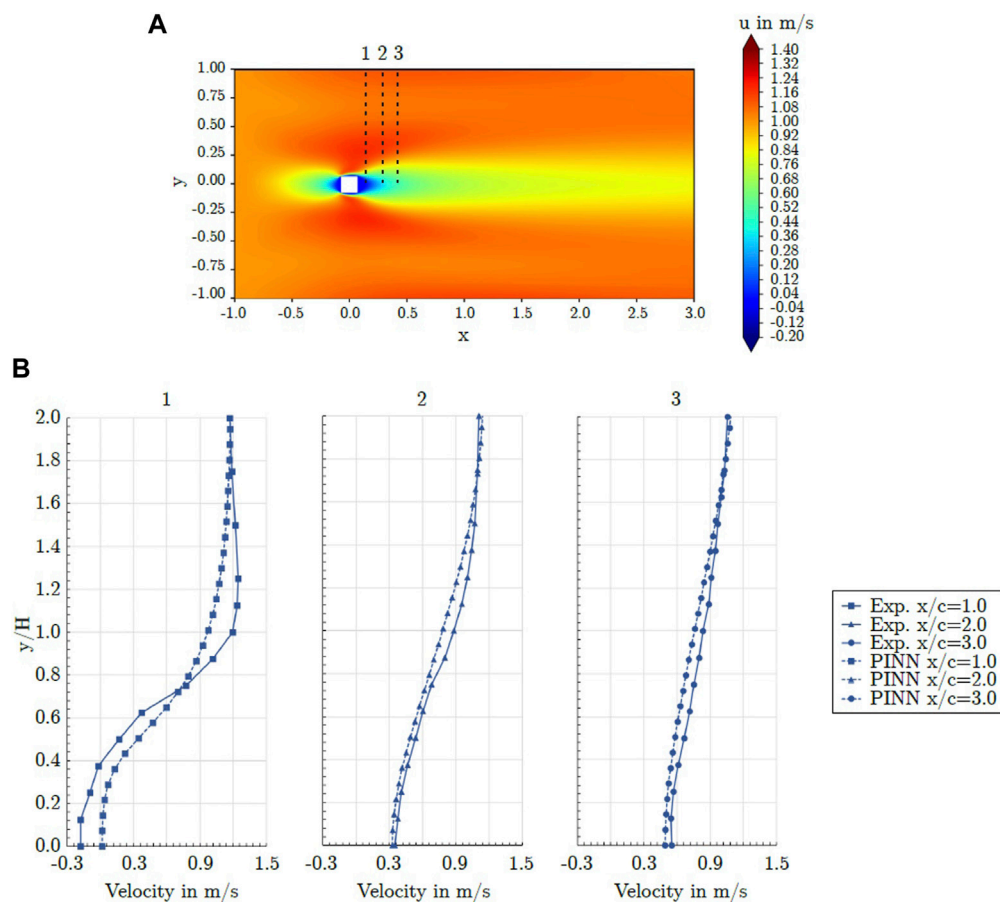 A
u in m/s
1 2 3
1.00
0.75
0.50
0.25
0.00
-0.25
-0.50
-0.75
-1.00
y
-1.0 -0.5 0.0 0.5 1.0 1.5 2.0 2.5 3.0
x
1.40
1.32
1.24
1.16
1.08
1.00
0.92
0.84
0.76
0.68
0.60
0.52
0.44
0.36
0.28
0.20
0.12
0.04
-0.04
-0.12
-0.20
B
1 2 3
2.0
1.8
1.6
1.4
1.2
1.0
0.8
0.6
0.4
0.2
0.0
y/H
-0.3 0.3 0.9 1.5
Velocity in m/s
-0.3 0.3 0.9 1.5
Velocity in m/s
-0.3 0.3 0.9 1.5
Velocity in m/s
Exp. x/c=1.0
Exp. x/c=2.0
Exp. x/c=3.0
PINN x/c=1.0
PINN x/c=2.0
PINN x/c=3.0